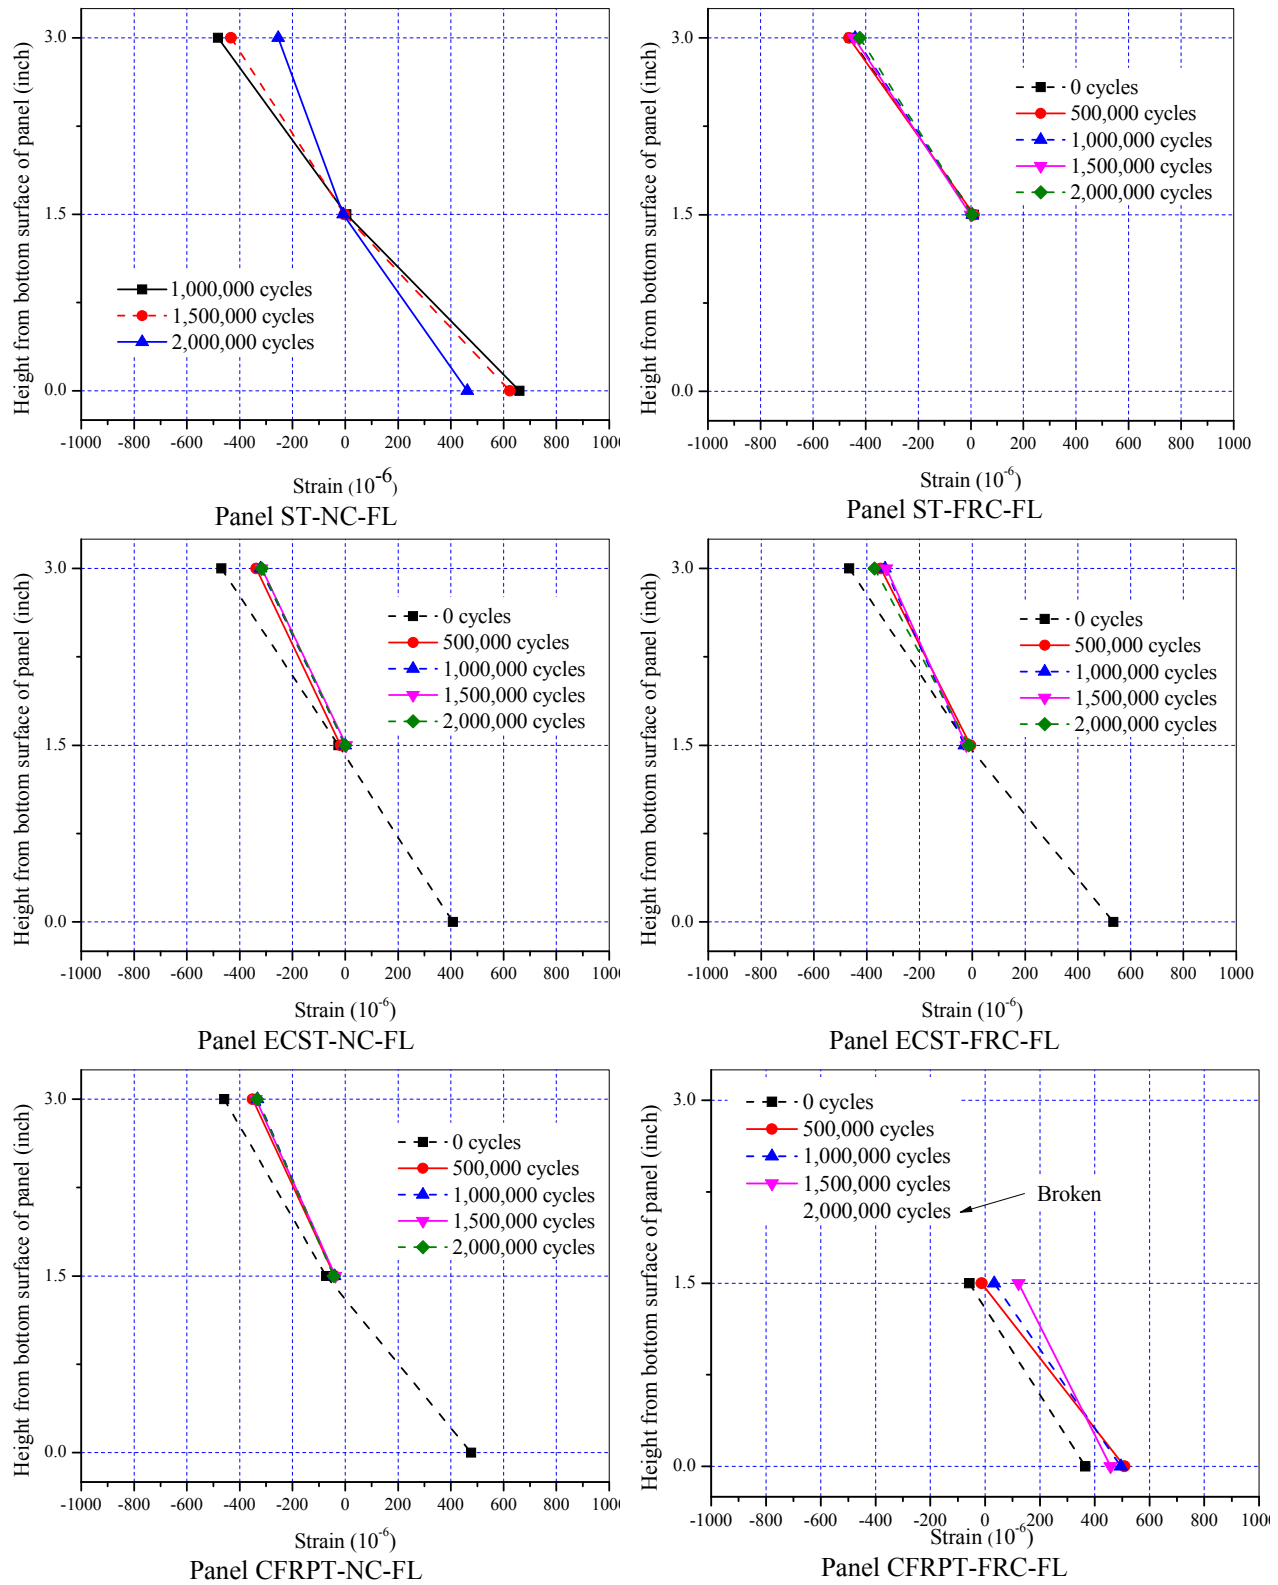 Height from bottom surface of panel (inch)
3.0
1.5
0.0
1,000,000 cycles
1,500,000 cycles
2,000,000 cycles
-1000 -800 -600 -400 -200 0 200 400 600 800 1000
Strain (10-6)
Panel ST-NC-FL
Height from bottom surface of panel (inch)
3.0
1.5
0.0
0 cycles
500,000 cycles
1,000,000 cycles
1,500,000 cycles
2,000,000 cycles
-1000 -800 -600 -400 -200 0 200 400 600 800 1000
Strain (10-6)
Panel ST-FRC-FL
Height from bottom surface of panel (inch)
3.0
1.5
0.0
0 cycles
500,000 cycles
1,000,000 cycles
1,500,000 cycles
2,000,000 cycles
-1000 -800 -600 -400 -200 0 200 400 600 800 1000
Strain (10-6)
Panel ECST-NC-FL
Height from bottom surface of panel (inch)
3.0
1.5
0.0
0 cycles
500,000 cycles
1,000,000 cycles
1,500,000 cycles
2,000,000 cycles
-1000 -800 -600 -400 -200 0 200 400 600 800 1000
Strain (10-6)
Panel ECST-FRC-FL
Height from bottom surface of panel (inch)
3.0
1.5
0.0
0 cycles
500,000 cycles
1,000,000 cycles
1,500,000 cycles
2,000,000 cycles
-1000 -800 -600 -400 -200 0 200 400 600 800 1000
Strain (10-6)
Panel CFRPT-NC-FL
Height from bottom surface of panel (inch)
3.0
1.5
0.0
0 cycles
500,000 cycles
1,000,000 cycles
1,500,000 cycles
2,000,000 cycles
Broken
-1000 -800 -600 -400 -200 0 200 400 600 800 1000
Strain (10-6)
Panel CFRPT-FRC-FL